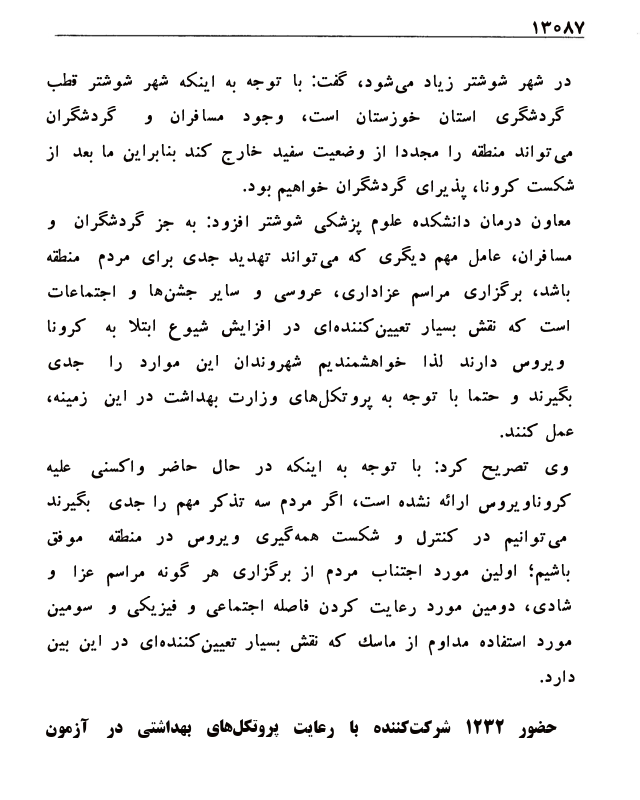 ۱۳۰۸۷
در شهر شوشتر زیاد می‌شود، گفت: با توجه به اینکه شهر شوشتر قطب
گردشگری استان خوزستان است، وجود مسافران و گردشگران
می‌تواند منطقه را مجددا از وضعیت سفید خارج کند بنابراین ما بعد از
شکست کرونا، پذیرای گردشگران خواهیم بود.
معاون درمان دانشکده علوم پزشکی شوشتر افزود: به جز گردشگران و
مسافران، عامل مهم دیگری که می‌تواند تهدید جدی برای مردم منطقه
باشد، برگزاری مراسم عزاداری، عروسی و سایر جشن‌ها و اجتماعات
است که نقش بسیار تعیین‌کننده‌ای در افزایش شیوع ابتلا به کرونا
ویروس دارند لذا خواهشمندیم شهروندان این موارد را جدی
بگیرند و حتما با توجه به پروتکل‌های وزارت بهداشت در این زمینه،
عمل کنند.
وی تصریح کرد: با توجه به اینکه در حال حاضر واکسنی علیه
کروناویروس ارائه نشده است، اگر مردم سه تذکر مهم را جدی بگیرند
می‌توانیم در کنترل و شکست همه‌گیری ویروس در منطقه موفق
باشیم؛ اولین مورد اجتناب مردم از برگزاری هر گونه مراسم عزا و
شادی، دومین مورد رعایت کردن فاصله اجتماعی و فیزیکی و سومین
مورد استفاده مداوم از ماسك که نقش بسیار تعیین‌کننده‌ای در این بین
دارد.
حضور ۱۲۳۲ شرکت‌کننده با رعایت پروتکل‌های بهداشتی در آزمون